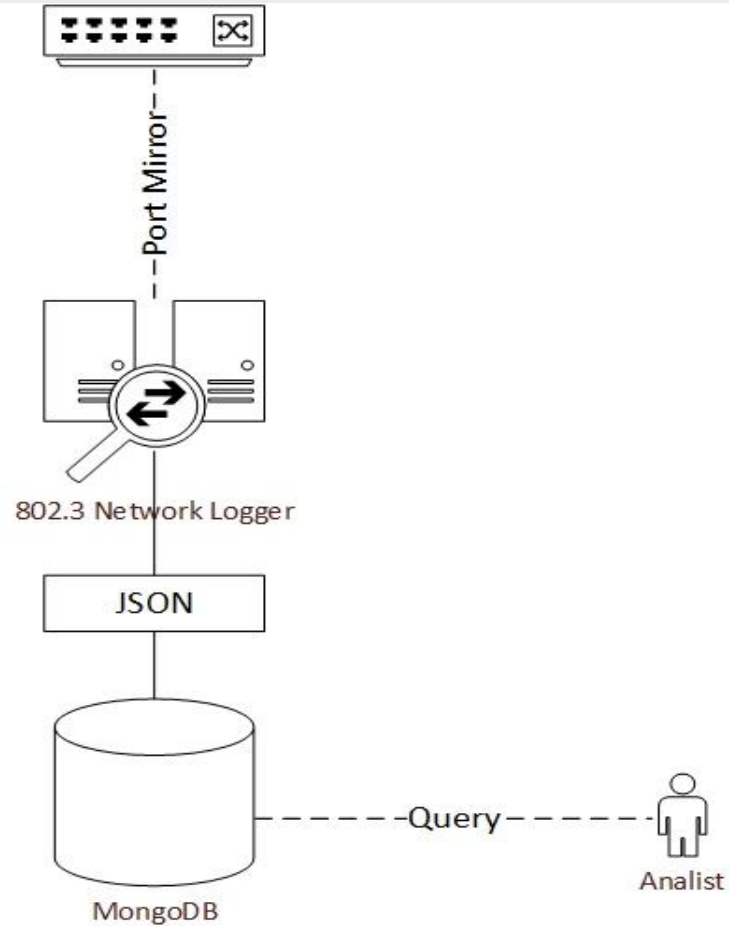 Port Mirror
802.3 Network Logger
JSON
Query
Analist
MongoDB